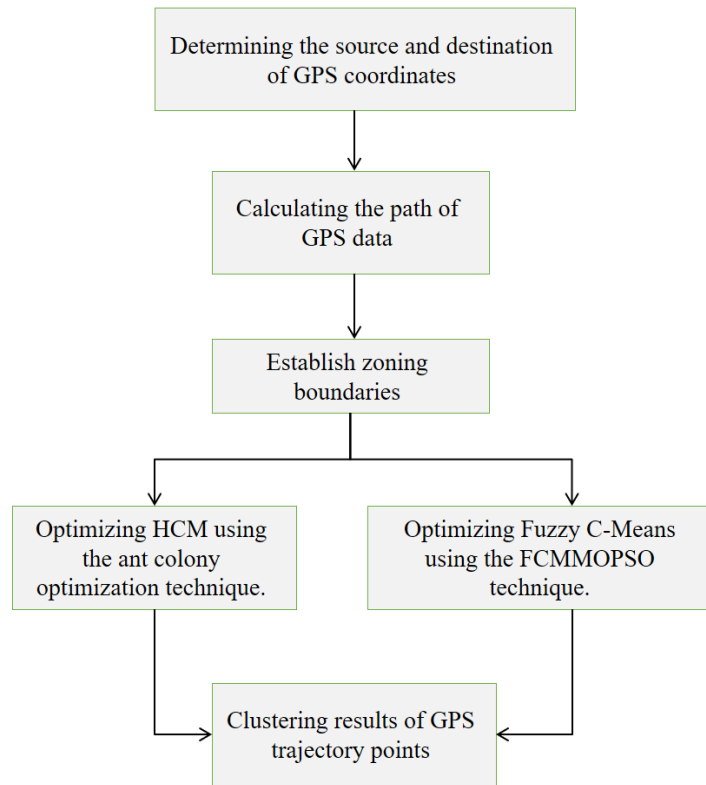 Determining the source and destination
of GPS coordinates
Calculating the path of
GPS data
Establish zoning
boundaries
Optimizing HCM using
the ant colony
optimization technique.
Optimizing Fuzzy C-Means
using the FCMMOPSO
technique.
Clustering results of GPS
trajectory points